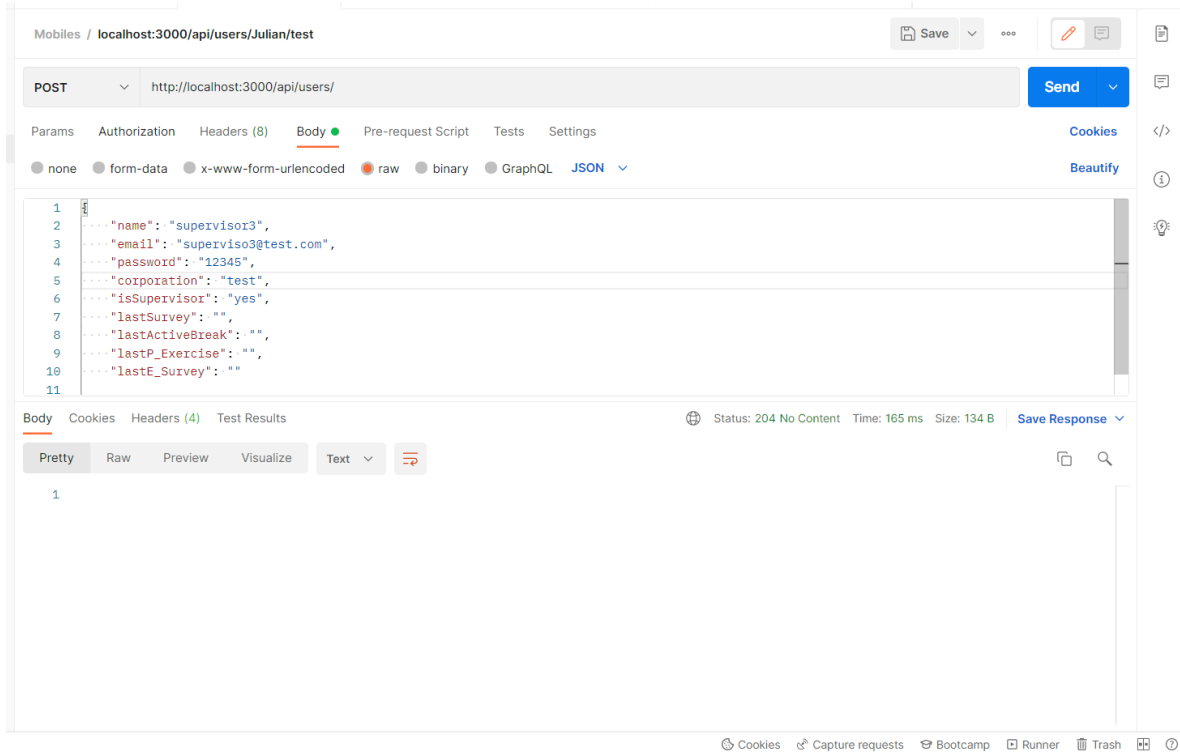 Mobiles / localhost:3000/api/users/Julian/test
Save
POST
http://localhost:3000/api/users/
Send
Params Authorization Headers (8) Body Pre-request Script Tests Settings
Cookies
none form-data x-www-form-urlencoded raw binary GraphQL JSON
Beautify
1 {
2 ····"name":·"supervisor3",
3 ····"email":·"superviso3@test.com",
4 ····"password":·"12345",
5 ····"corporation":·"test",
6 ····"isSupervisor":·"yes",
7 ····"lastSurvey":·"",
8 ····"lastActiveBreak":·"",
9 ····"lastP_Exercise":·"",
10 ····"lastE_Survey":·""
11
Body Cookies Headers (4) Test Results
Status: 204 No Content Time: 165 ms Size: 134 B
Save Response
Pretty Raw Preview Visualize Text
1
Cookies Capture requests Bootcamp Runner Trash